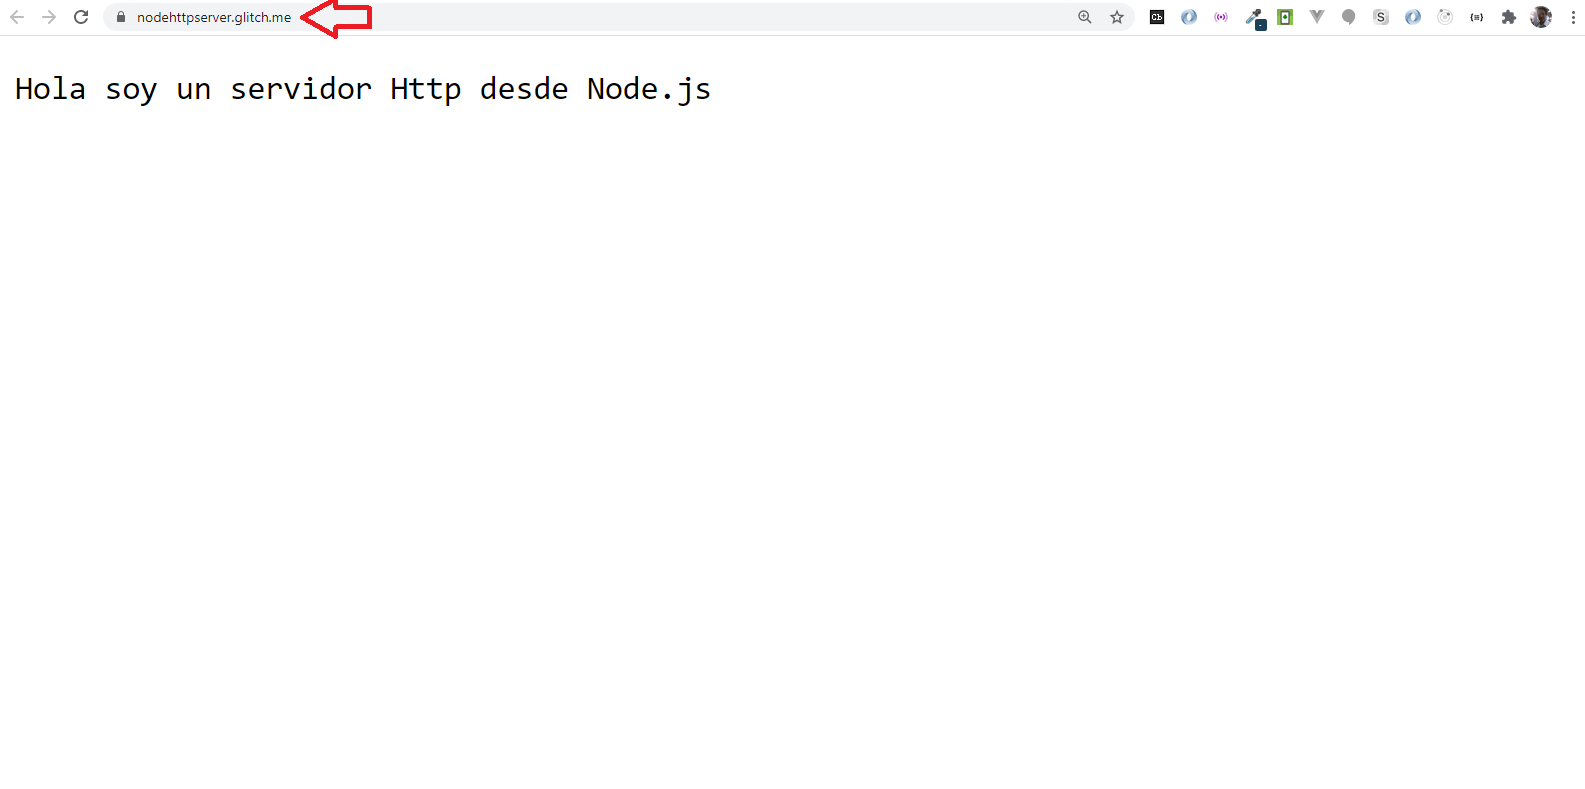 nodehttpserver.glitch.me
Hola soy un servidor Http desde Node.js